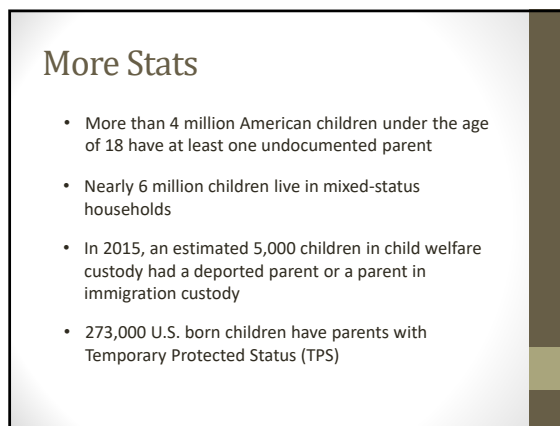 More Stats
• More than 4 million American children under the age
of 18 have at least one undocumented parent
• Nearly 6 million children live in mixed-status
households
• In 2015, an estimated 5,000 children in child welfare
custody had a deported parent or a parent in
immigration custody
• 273,000 U.S. born children have parents with
Temporary Protected Status (TPS)